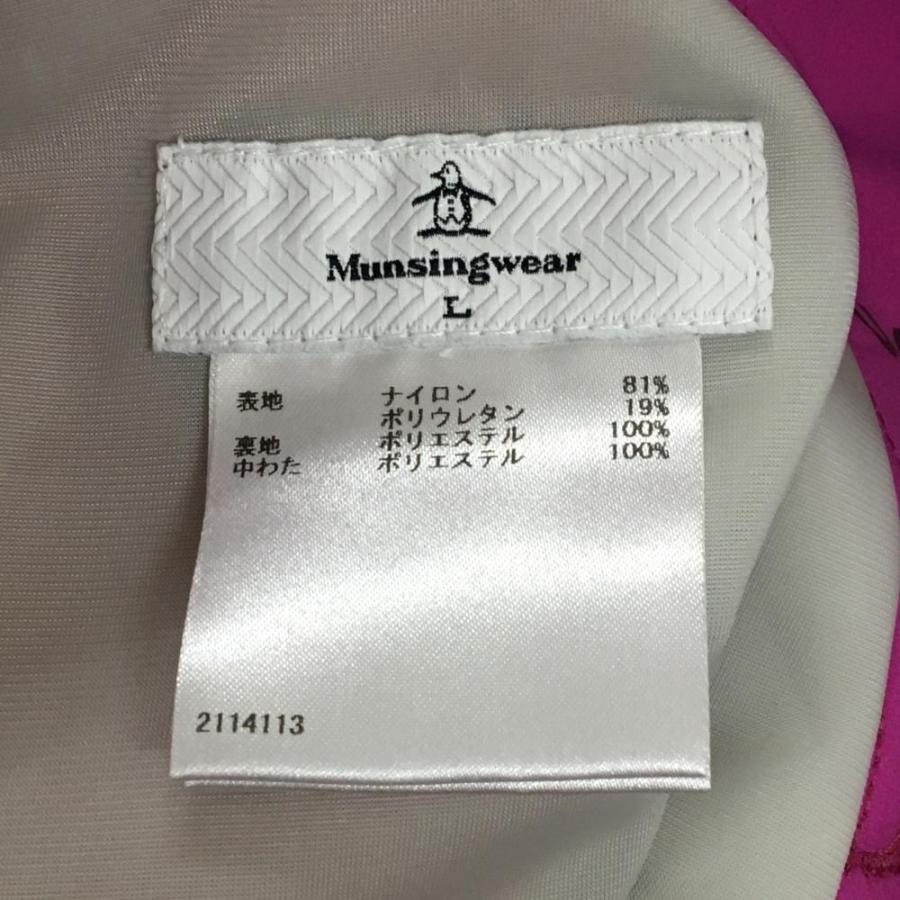 Munsingwear
L
表地 ナイロン 81%
ポリウレタン 19%
裏地 ポリエステル 100%
中わた ポリエステル 100%
2114113